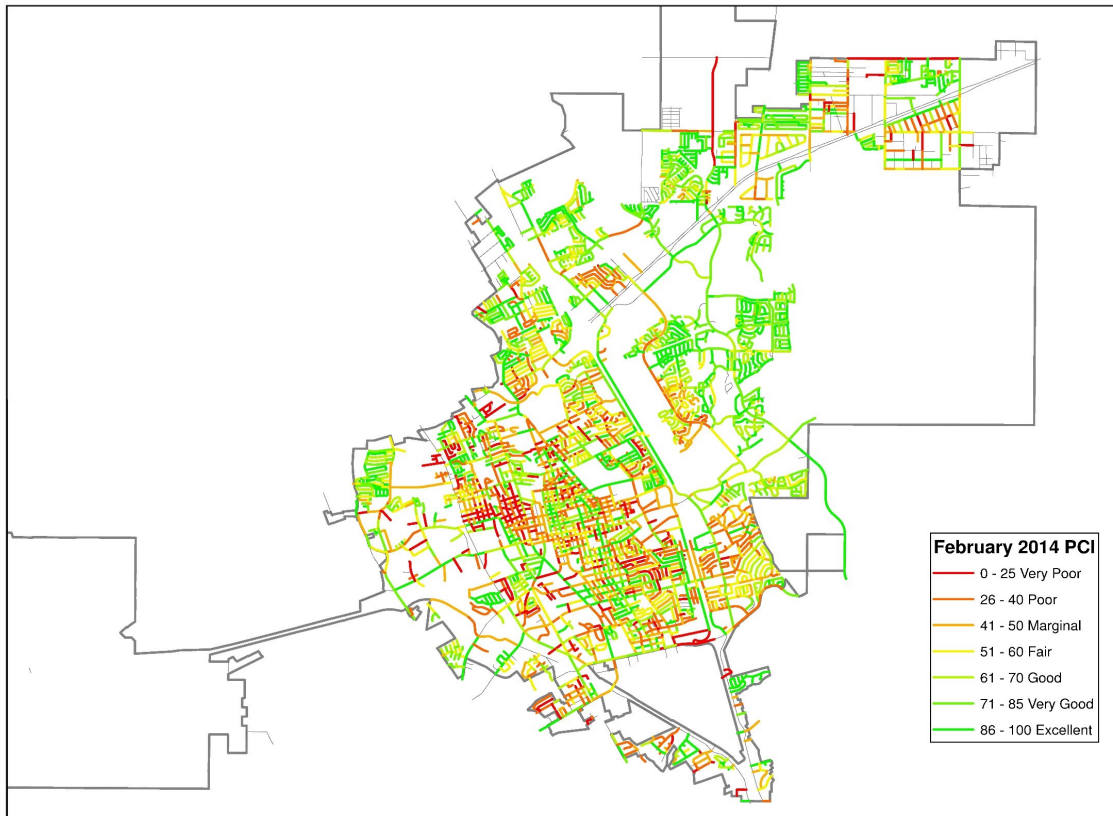 February 2014 PCI
0 - 25 Very Poor
26 - 40 Poor
41 - 50 Marginal
51 - 60 Fair
61 - 70 Good
71 - 85 Very Good
86 - 100 Excellent